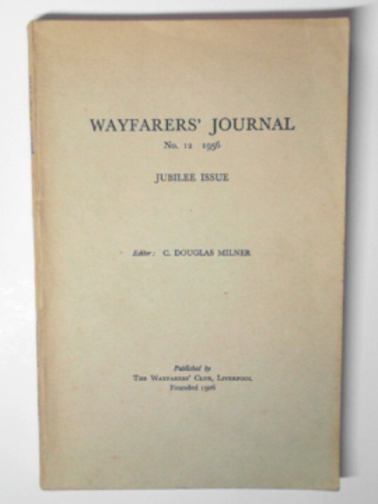 WAYFARERS' JOURNAL
No. 12 1956
JUBILEE ISSUE
Editor: C. DOUGLAS MILNER
Published by
The Wayfarers' Club, Liverpool
Founded 1906